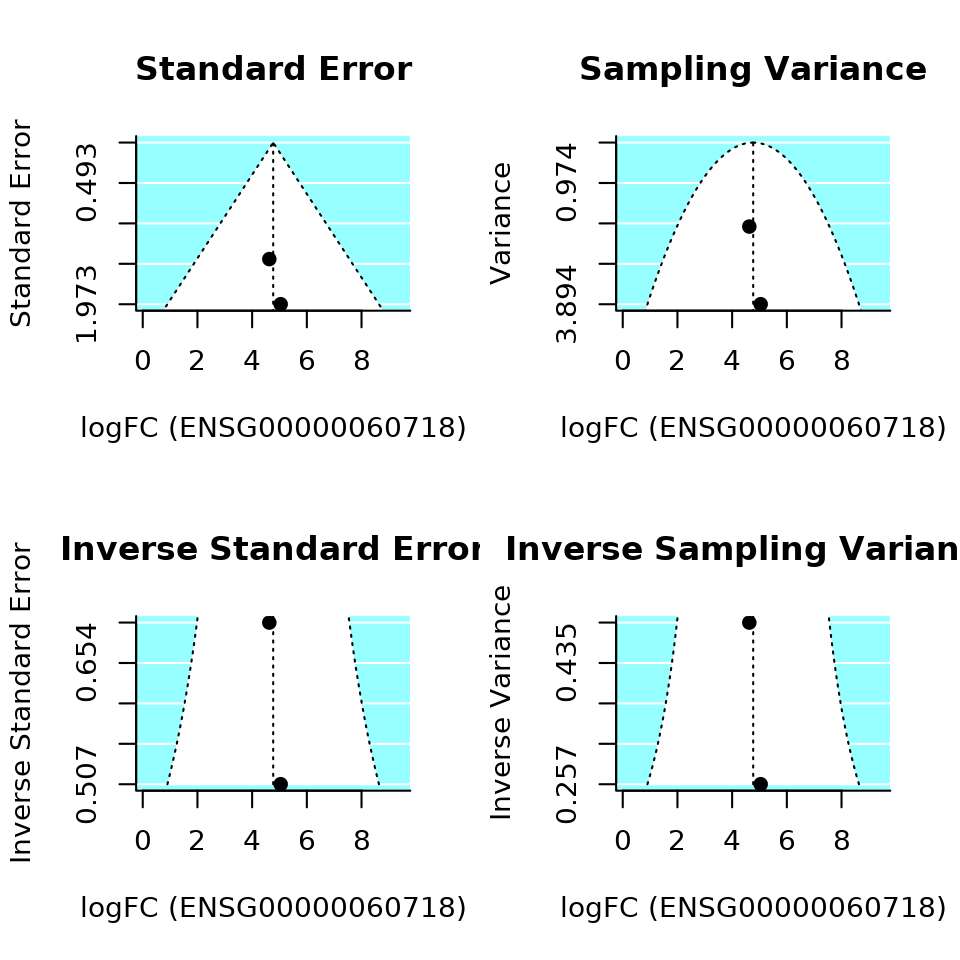 Standard Error
Standard Error
0.493
1.973
0 2 4 6 8
logFC (ENSG00000060718)
Sampling Variance
Variance
0.974
3.894
0 2 4 6 8
logFC (ENSG00000060718)
Inverse Standard Error
Inverse Standard Error
0.654
0.507
0 2 4 6 8
logFC (ENSG00000060718)
Inverse Sampling Varian
Inverse Variance
0.435
0.257
0 2 4 6 8
logFC (ENSG00000060718)